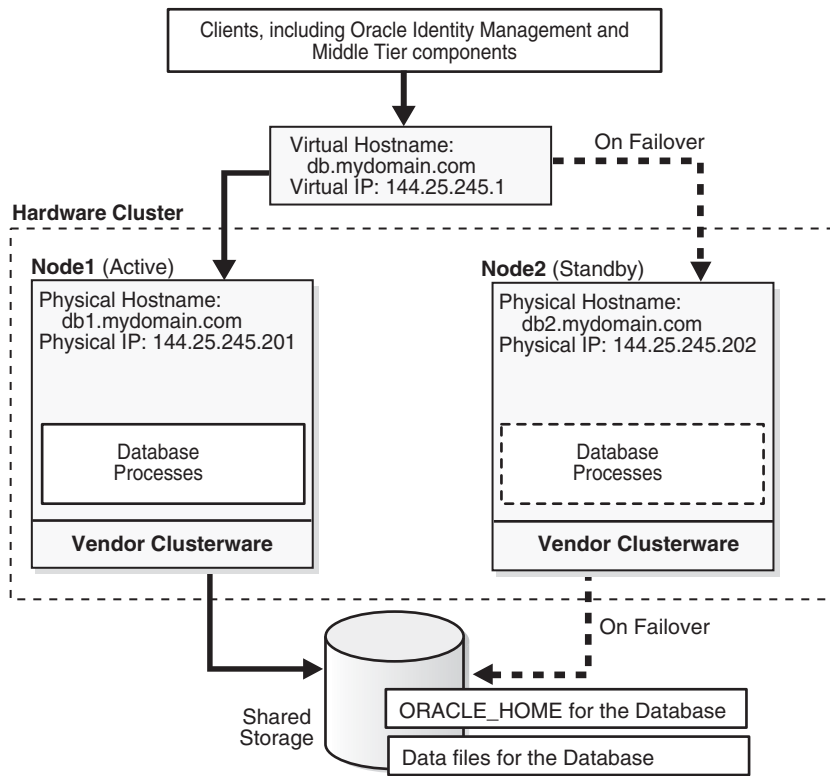 Clients, including Oracle Identity Management and
Middle Tier components
Virtual Hostname:
db.mydomain.com
Virtual IP: 144.25.245.1
On Failover
Hardware Cluster
Node1 (Active)
Physical Hostname:
db1.mydomain.com
Physical IP: 144.25.245.201
Database
Processes
Vendor Clusterware
Node2 (Standby)
Physical Hostname:
db2.mydomain.com
Physical IP: 144.25.245.202
Database
Processes
Vendor Clusterware
On Failover
Shared
Storage
ORACLE_HOME for the Database
Data files for the Database